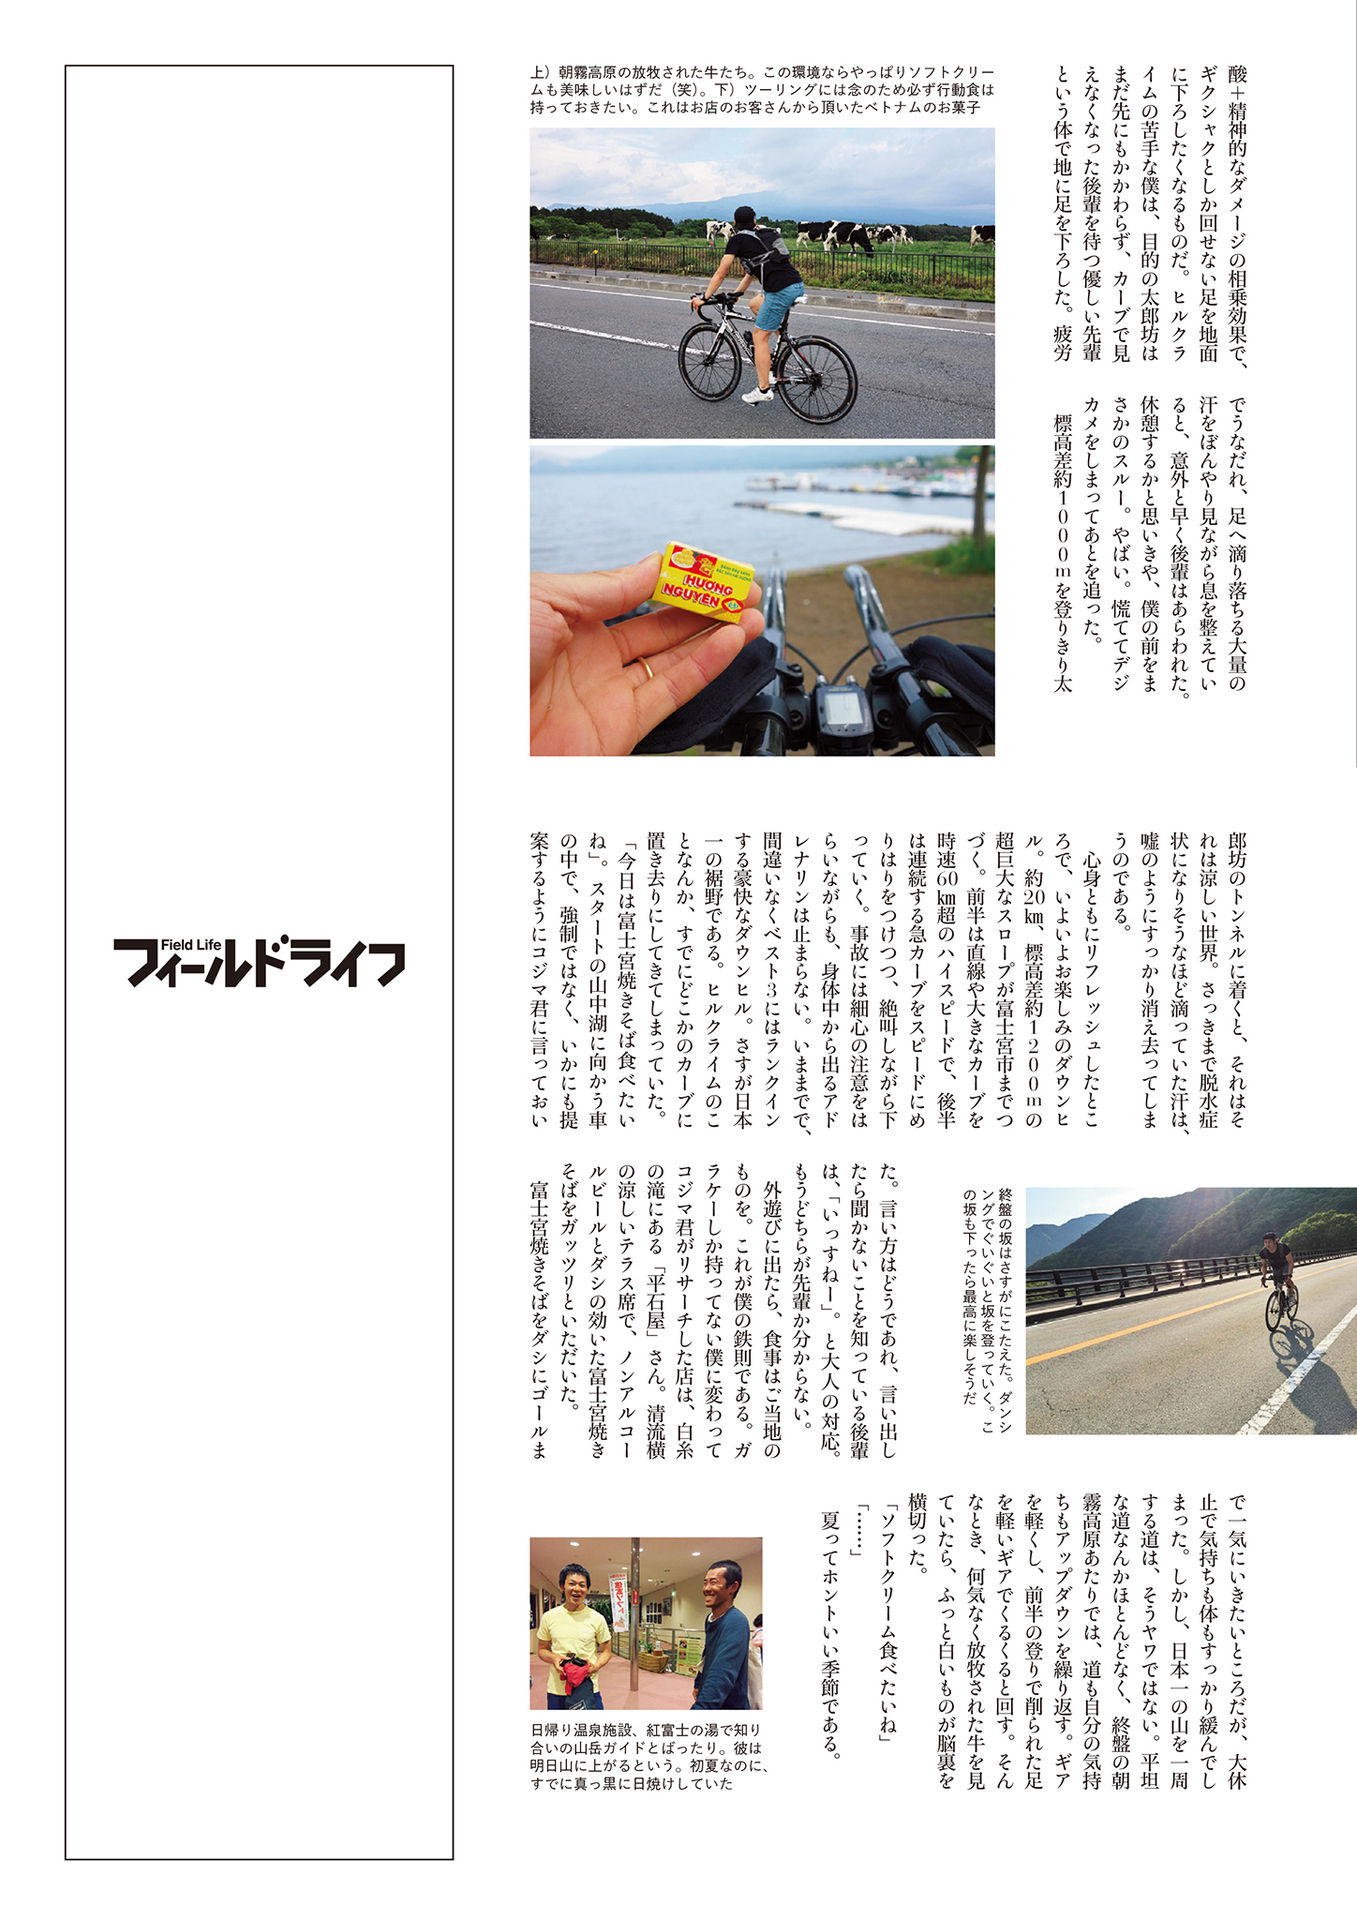 酸＋精神的なダメージの相乗効果で、
ギクシャクとしか回せない足を地面
に下ろしたくなるものだ。ヒルクラ
イムの苦手な僕は、目的の太郎坊は
まだ先にもかかわらず、カーブで見
えなくなった後輩を待つ優しい先輩
という体で地に足を下ろした。疲労
でうなだれ、足へ滴り落ちる大量の
汗をぼんやり見ながら息を整えてい
ると、意外と早く後輩はあらわれた。
休憩するかと思いきや、僕の前をま
さかのスルー。やばい。慌ててデジ
カメをしまってあとを追った。
標高差約1000mを登りきり太
上）朝霧高原の放牧された牛たち。この環境ならやっぱりソフトクリー
ムも美味しいはずだ（笑）。下）ツーリングには念のため必ず行動食は
持っておきたい。これはお店のお客さんから頂いたベトナムのお菓子
HƯƠNG
NGUYÊN
郎坊のトンネルに着くと、それはそ
れは涼しい世界。さっきまで脱水症
状になりそうなほど滴っていた汗は、
嘘のようにすっかり消え去ってしま
うのである。
心身ともにリフレッシュしたとこ
ろで、いよいよお楽しみのダウンヒ
ル。約20㎞、標高差約1200mの
超巨大なスロープが富士宮市までつ
づく。前半は直線や大きなカーブを
時速60㎞超のハイスピードで、後半
は連続する急カーブをスピードにめ
りはりをつけつつ、絶叫しながら下
っていく。事故には細心の注意をは
らいながらも、身体中から出るアド
レナリンは止まらない。いままでで、
間違いなくベスト3にはランクイン
する豪快なダウンヒル。さすが日本
一の裾野である。ヒルクライムのこ
となんか、すでにどこかのカーブに
置き去りにしてきてしまっていた。
「今日は富士宮焼きそば食べたい
ね」。スタートの山中湖に向かう車
の中で、強制ではなく、いかにも提
案するようにコジマ君に言っておい
終盤の坂はさすがにこたえた。ダンシ
ングでぐいぐいと坂を登っていく。こ
の坂も下ったら最高に楽しそうだ
た。言い方はどうであれ、言い出し
たら聞かないことを知っている後輩
は、「いっすねー」。と大人の対応。
もうどちらが先輩か分からない。
外遊びに出たら、食事はご当地の
ものを。これが僕の鉄則である。ガ
ラケーしか持ってない僕に変わって
コジマ君がリサーチした店は、白糸
の滝にある「平石屋」さん。清流横
の涼しいテラス席で、ノンアルコー
ルビールとダシの効いた富士宮焼き
そばをガッツリといただいた。
富士宮焼きそばをダシにゴールま
で一気にいきたいところだが、大休
止で気持ちも体もすっかり緩んでし
まった。しかし、日本一の山を一周
する道は、そうヤワではない。平坦
な道なんかほとんどなく、終盤の朝
霧高原あたりでは、道も自分の気持
ちもアップダウンを繰り返す。ギア
を軽くし、前半の登りで削られた足
を軽いギアでくるくると回す。そん
なとき、何気なく放牧された牛を見
ていたら、ふっと白いものが脳裏を
横切った。
「ソフトクリーム食べたいね」
「……」
夏ってホントいい季節である。
日帰り温泉施設、紅富士の湯で知り
合いの山岳ガイドとばったり。彼は
明日山に上がるという。初夏なのに、
すでに真っ黒に日焼けしていた
Field Life
フィールドライフ